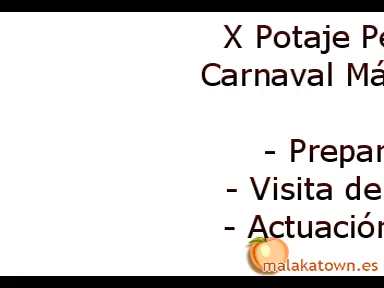 X Potaje Pe
Carnaval Má
- Prepar
- Visita de
- Actuación
malakatown.es